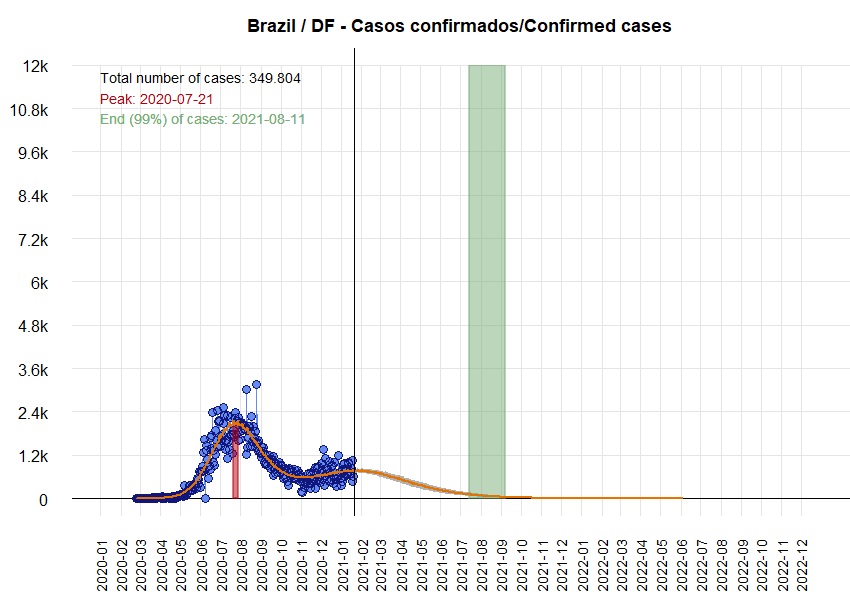 Brazil / DF - Casos confirmados/Confirmed cases
12k
Total number of cases: 349.804
Peak: 2020-07-21
10.8k
End (99%) of cases: 2021-08-11
9.6k
8.4k
7.2k
6k
4.8k
3.6k
2.4k
1.2k
0
2020-01
2020-02
2020-03
2020-04
2020-05
2020-06
2020-07
2020-08
2020-09
2020-10
2020-11
2020-12
2021-01
2021-02
2021-03
2021-04
2021-05
2021-06
2021-07
2021-08
2021-09
2021-10
2021-11
2021-12
2022-01
2022-02
2022-03
2022-04
2022-05
2022-06
2022-07
2022-08
2022-09
2022-10
2022-11
2022-12